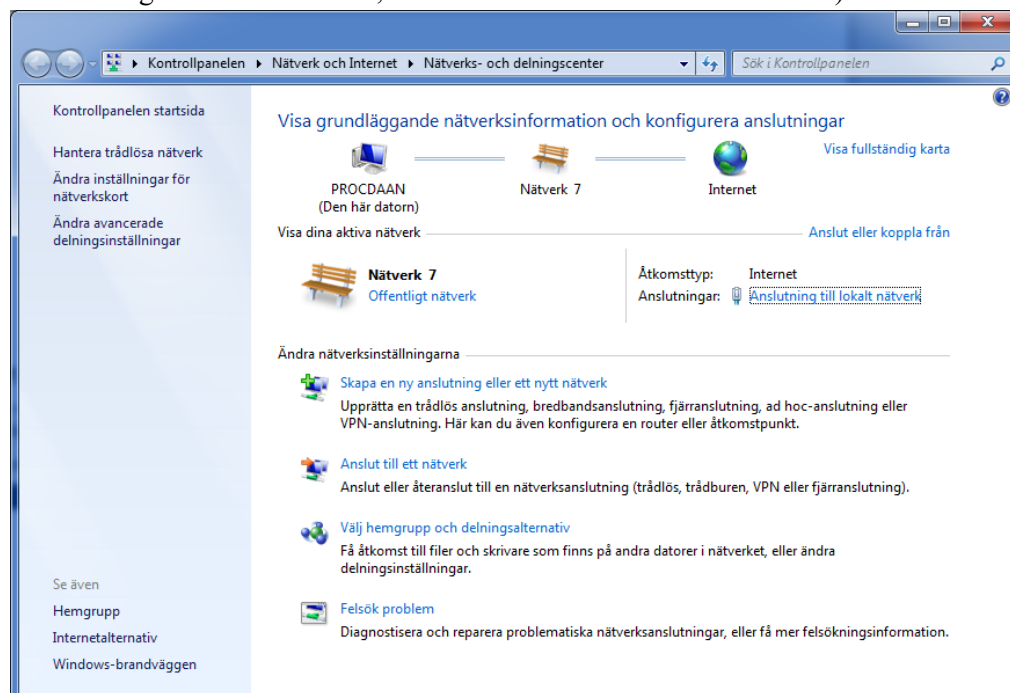 Kontrollpanelen ▸ Nätverk och Internet ▸ Nätverks- och delningscenter
Sök i Kontrollpanelen
Kontrollpanelen startsida
Hantera trådlösa nätverk
Ändra inställningar för
nätverkskort
Ändra avancerade
delningsinställningar
Se även
Hemgrupp
Internetalternativ
Windows-brandväggen
Visa grundläggande nätverksinformation och konfigurera anslutningar
Visa fullständig karta
PROCDAAN
(Den här datorn)
Nätverk 7
Internet
Visa dina aktiva nätverk
Anslut eller koppla från
Nätverk 7
Offentligt nätverk
Åtkomsttyp: Internet
Anslutningar: Anslutning till lokalt nätverk
Ändra nätverksinställningarna
Skapa en ny anslutning eller ett nytt nätverk
Upprätta en trådlös anslutning, bredbandsanslutning, fjärranslutning, ad hoc-anslutning eller
VPN-anslutning. Här kan du även konfigurera en router eller åtkomstpunkt.
Anslut till ett nätverk
Anslut eller återanslut till en nätverksanslutning (trådlös, trådburen, VPN eller fjärranslutning).
Välj hemgrupp och delningsalternativ
Få åtkomst till filer och skrivare som finns på andra datorer i nätverket, eller ändra
delningsinställningar.
Felsök problem
Diagnostisera och reparera problematiska nätverksanslutningar, eller få mer felsökningsinformation.